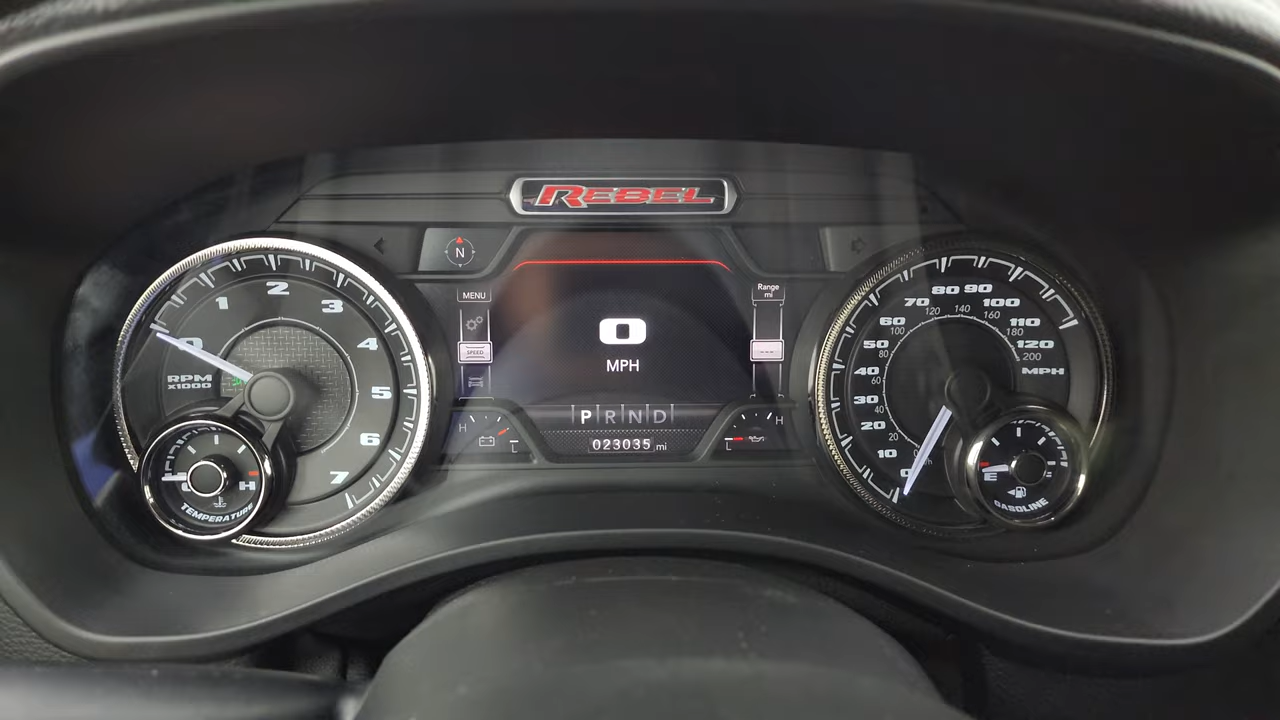 REBEL
N
MENU
SPEED
Range
mi
---
0
MPH
P R N D
023035 mi
H
L
H
L
0
1
2
3
4
5
6
7
RPM
X1000
C
H
TEMPERATURE
0
10
20
30
40
50
60
70
80
90
100
110
120
MPH
20
40
60
80
100
120
140
160
180
200
E
GASOLINE